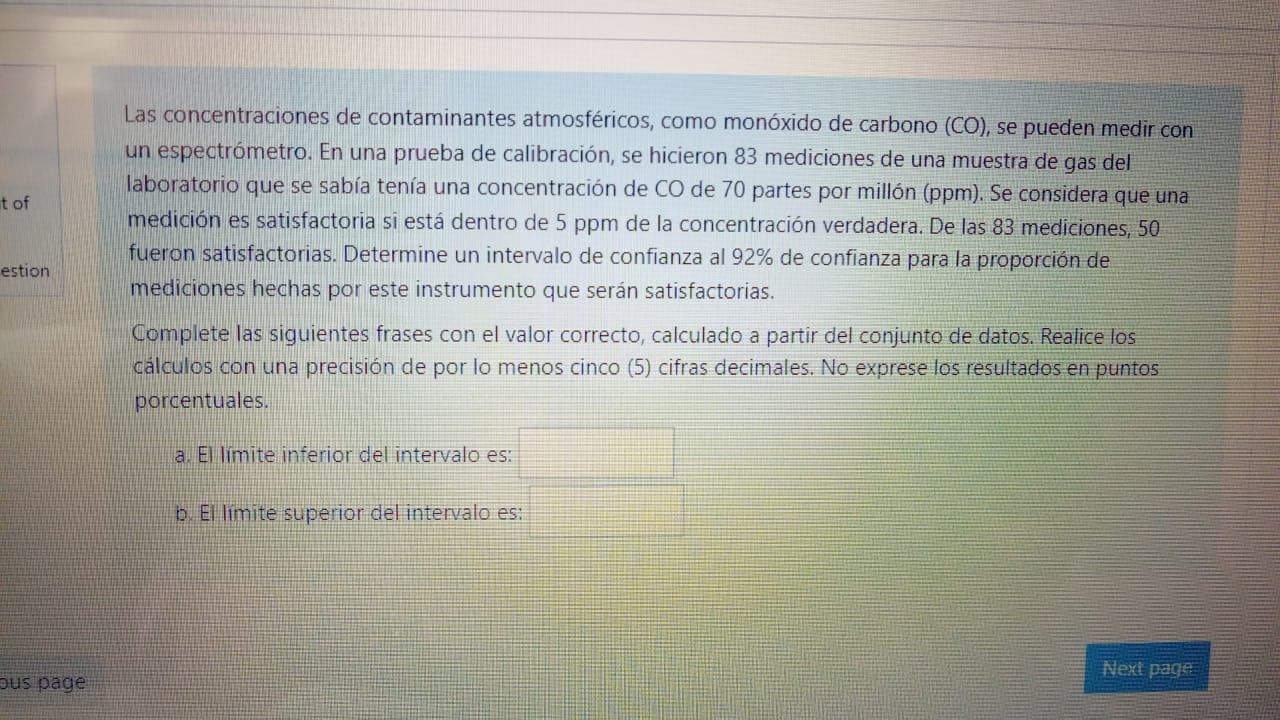 Las concentraciones de contaminantes atmosféricos, como monóxido de carbono (CO), se pueden medir con
un espectrómetro. En una prueba de calibración, se hicieron 83 mediciones de una muestra de gas del
laboratorio que se sabía tenía una concentración de CO de 70 partes por millón (ppm). Se considera que una
medición es satisfactoria si está dentro de 5 ppm de la concentración verdadera. De las 83 mediciones, 50
fueron satisfactorias. Determine un intervalo de confianza al 92% de confianza para la proporción de
mediciones hechas por este instrumento que serán satisfactorias.
Complete las siguientes frases con el valor correcto, calculado a partir del conjunto de datos. Realice los
cálculos con una precisión de por lo menos cinco (5) cifras decimales. No exprese los resultados en puntos
porcentuales.
a. El límite inferior del intervalo es:
b. El límite superior del intervalo es:
t of
estion
ous page
Next page